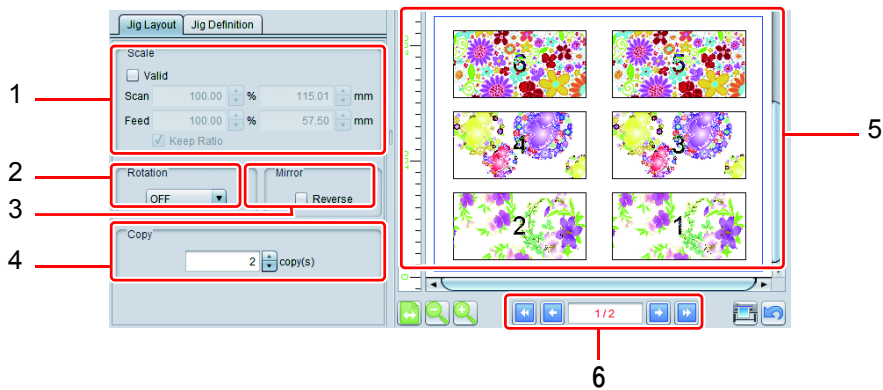 Jig Layout Jig Definition
Scale
Valid
Scan 100.00 % 115.01 mm
Feed 100.00 % 57.50 mm
Keep Ratio
Rotation
OFF
Mirror
Reverse
Copy
2 copy(s)
1
2
3
4
6 5
4 3
2 1
100
0
1 / 2
5
6